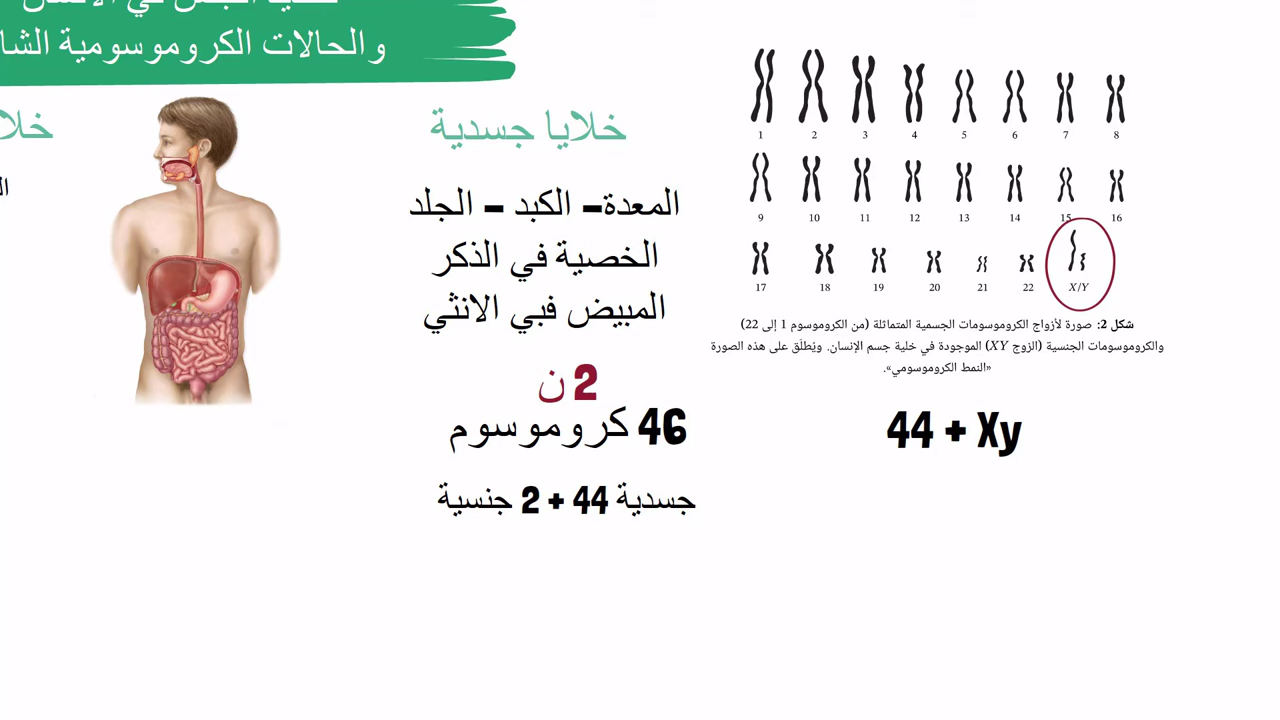 والحالات الكروموسومية
خلايا جسدية
المعدة– الكبد – الجلد
الخصية في الذكر
المبيض فبي الانثي
2 ن
46 كروموسوم
جسدية 44 + 2 جنسية
1 2 3 4 5 6 7 8
9 10 11 12 13 14 15 16
17 18 19 20 21 22 X/Y
شكل 2: صورة لأزواج الكروموسومات الجسمية المتماثلة (من الكروموسوم 1 إلى 22)
والكروموسومات الجنسية (الزوج XY) الموجودة في خلية جسم الإنسان. ويُطلَق على هذه الصورة
«النمط الكروموسومي».
44 + Xy